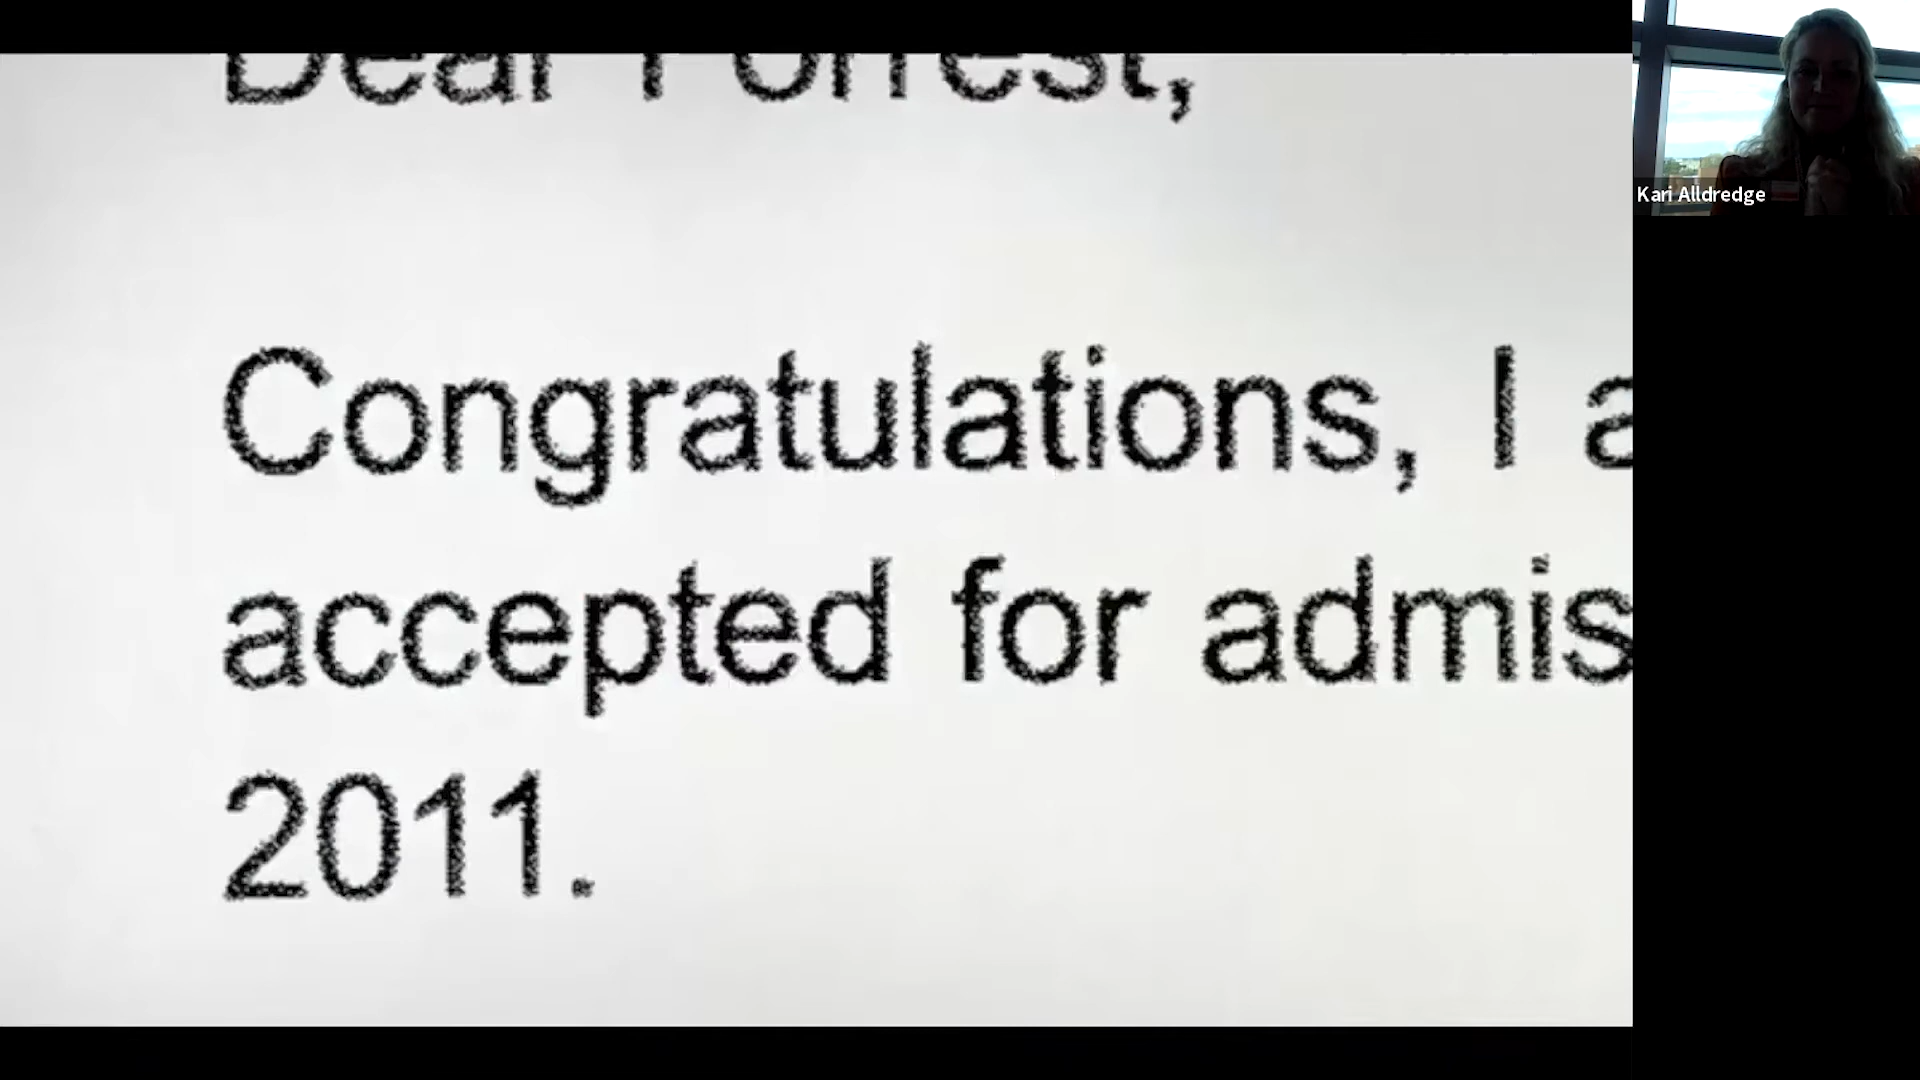 Dear Forrest,
Congratulations, I a
accepted for admis
2011.
Kari Alldredge